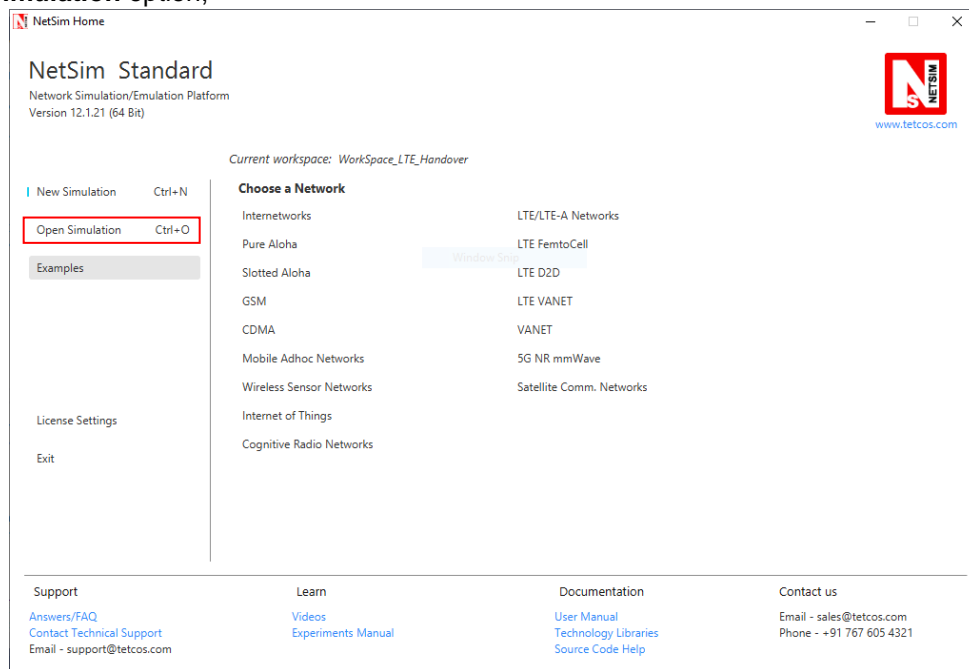 mulation option,
NetSim Home
NetSim Standard
Network Simulation/Emulation Platform
Version 12.1.21 (64 Bit)
NETSIM
www.tetcos.com
Current workspace: WorkSpace_LTE_Handover
New Simulation Ctrl+N
Open Simulation Ctrl+O
Examples
License Settings
Exit
Choose a Network
Internetworks
Pure Aloha
Slotted Aloha
GSM
CDMA
Mobile Adhoc Networks
Wireless Sensor Networks
Internet of Things
Cognitive Radio Networks
LTE/LTE-A Networks
LTE FemtoCell
LTE D2D
LTE VANET
VANET
5G NR mmWave
Satellite Comm. Networks
Window Snip
Support
Answers/FAQ
Contact Technical Support
Email - support@tetcos.com
Learn
Videos
Experiments Manual
Documentation
User Manual
Technology Libraries
Source Code Help
Contact us
Email - sales@tetcos.com
Phone - +91 767 605 4321